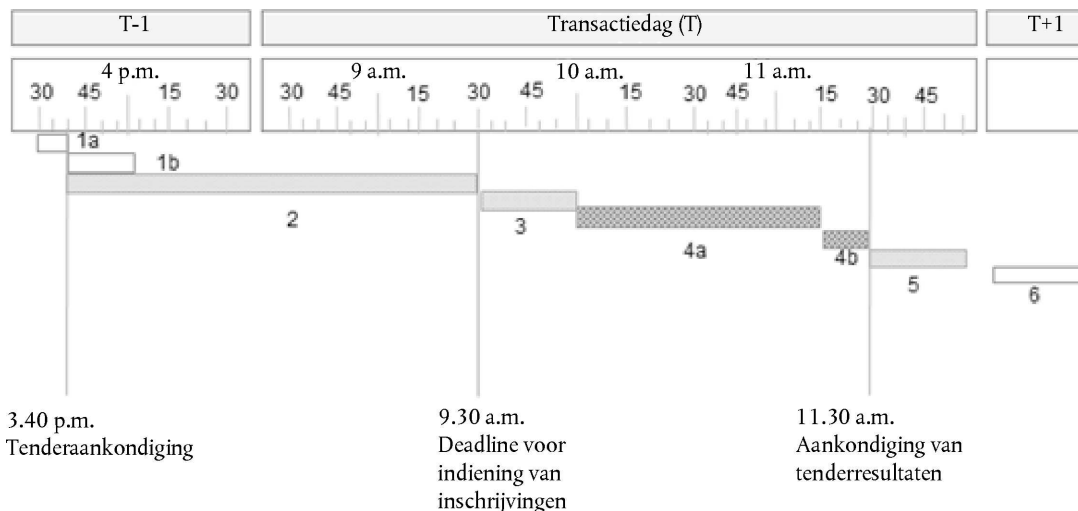 T-1 Transactiedag (T) T+1
4 p.m. 9 a.m. 10 a.m. 11 a.m.
30 45 15 30 30 45 15 30 45 15 30 45 15 30 45
1a
1b
2
3
4a
4b
5
6
3.40 p.m.
Tenderaankondiging
9.30 a.m.
Deadline voor
indiening van
inschrijvingen
11.30 a.m.
Aankondiging van
tenderresultaten